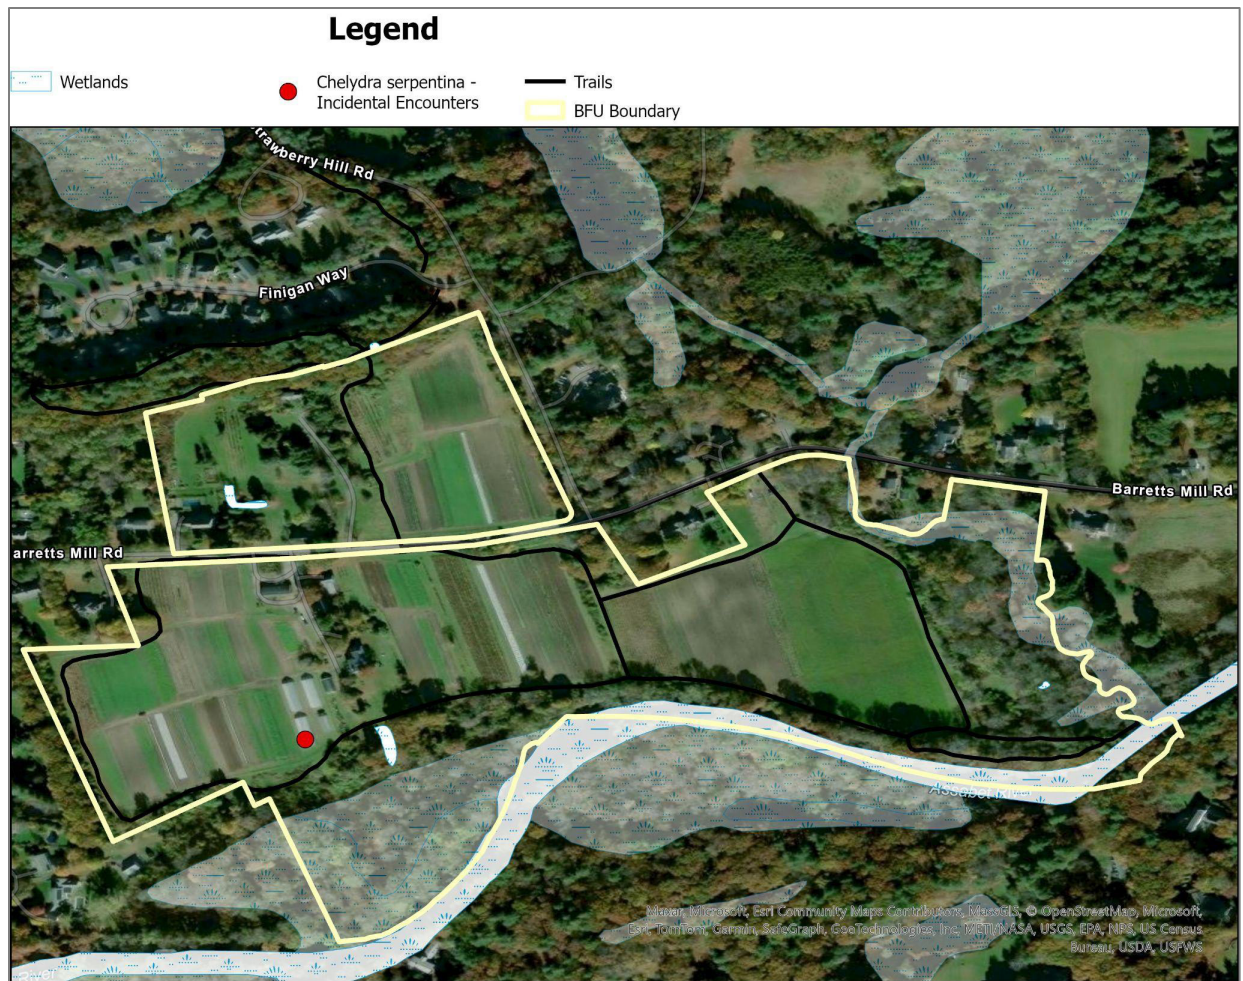 Legend
Wetlands
Chelydra serpentina -
Incidental Encounters
Trails
BFU Boundary
trawberry Hill Rd
Finigan Way
Barretts Mill Rd
arretts Mill Rd
Assabet River
Maxar, Microsoft, Esri Community Maps Contributors, MassGIS, © OpenStreetMap, Microsoft,
Esri, TomTom, Garmin, SafeGraph, GeoTechnologies, Inc, METI/NASA, USGS, EPA, NPS, US Census
Bureau, USDA, USFWS
River